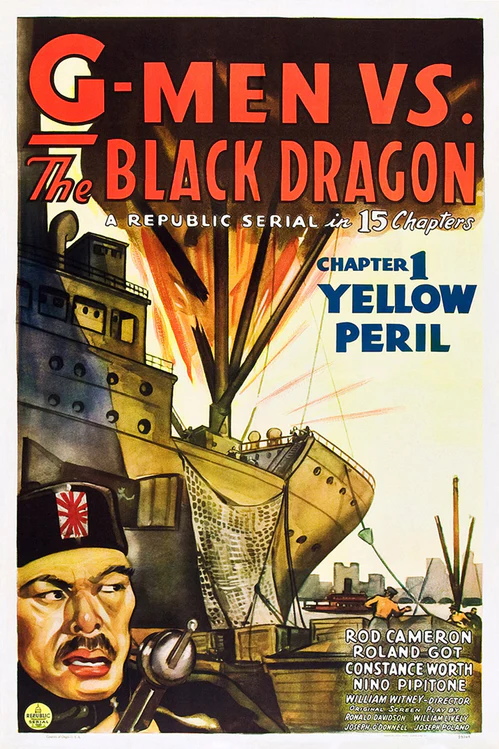 G-MEN VS.
The BLACK DRAGON
A REPUBLIC SERIAL in 15 Chapters
CHAPTER 1
YELLOW
PERIL
ROD CAMERON
ROLAND GOT
CONSTANCE WORTH
NINO PIPITONE
WILLIAM WITNEY-DIRECTOR
ORIGINAL SCREEN PLAY BY
RONALD DAVIDSON WILLIAM LIVELY
JOSEPH O'DONNELL JOSEPH POLAND
REPUBLIC
SERIAL